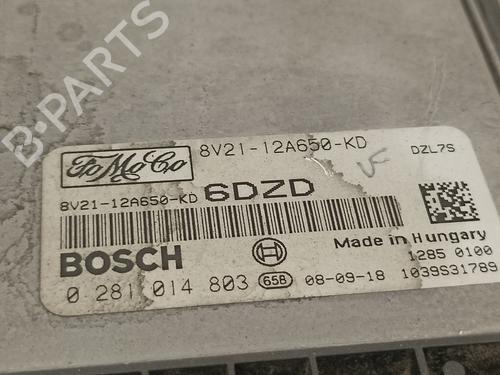 B-PARTS
FoMoCo
8V21-12A650-KD
DZL7S
8V21-12A650-KD 6DZD
BOSCH
Made in Hungary
1285 0100
0 281 014 803 658 08-09-18 1039S31789